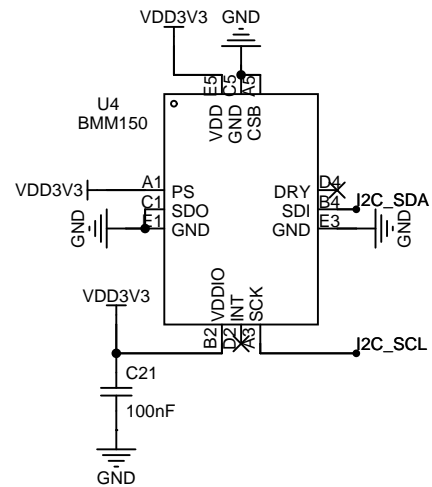 VDD3V3
GND
E5
C5
A5
U4
BMM150
VDD
GND
CSB
VDD3V3
A1
PS
DRY
D4
C1
SDO
SDI
B4
I2C_SDA
GND
E1
GND
GND
E3
GND
VDD3V3
VDDIO
INT
SCK
B2
D2
A3
I2C_SCL
C21
100nF
GND